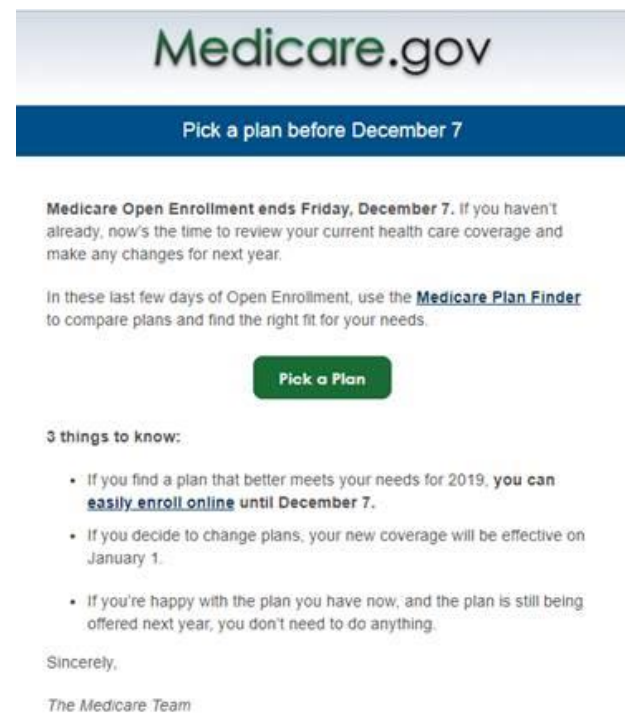 Medicare.gov
Pick a plan before December 7
Medicare Open Enrollment ends Friday, December 7. If you haven't
already, now's the time to review your current health care coverage and
make any changes for next year.
In these last few days of Open Enrollment, use the Medicare Plan Finder
to compare plans and find the right fit for your needs.
Pick a Plan
3 things to know:
• If you find a plan that better meets your needs for 2019, you can
easily enroll online until December 7.
• If you decide to change plans, your new coverage will be effective on
January 1.
• If you're happy with the plan you have now, and the plan is still being
offered next year, you don't need to do anything.
Sincerely,
The Medicare Team